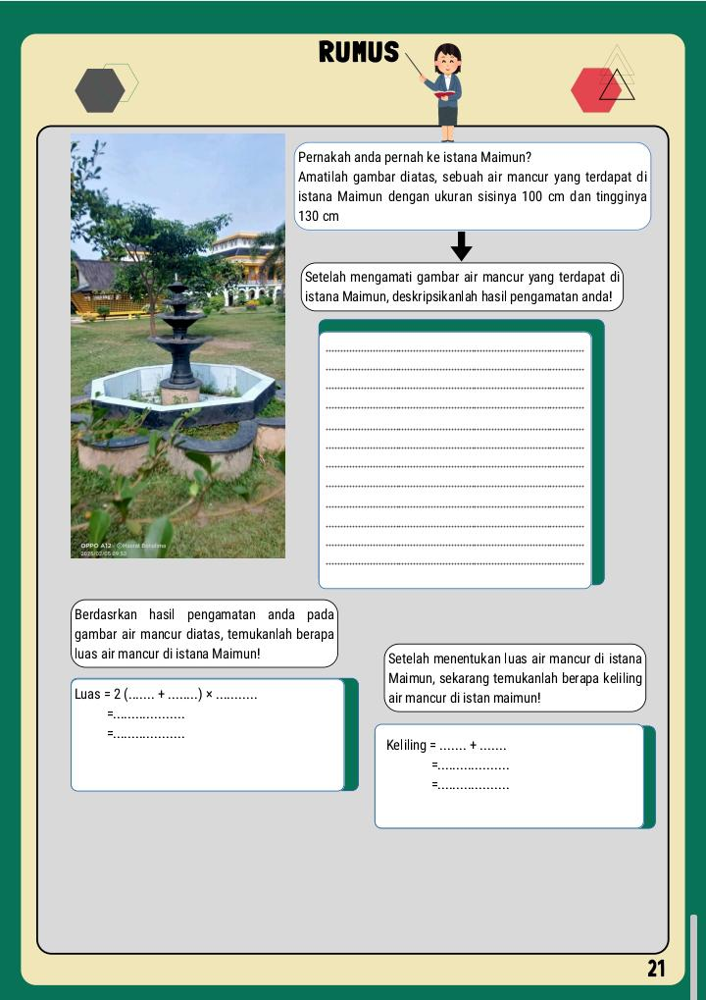 RUMUS
Pernakah anda pernah ke istana Maimun?
Amatilah gambar diatas, sebuah air mancur yang terdapat di
istana Maimun dengan ukuran sisinya 100 cm dan tingginya
130 cm
Setelah mengamati gambar air mancur yang terdapat di
istana Maimun, deskripsikanlah hasil pengamatan anda!
OPPO A12
2025/02/05 09:53
Berdasrkan hasil pengamatan anda pada
gambar air mancur diatas, temukanlah berapa
luas air mancur di istana Maimun!
Luas = 2 (....... + ........) × ...........
=...................
=...................
Setelah menentukan luas air mancur di istana
Maimun, sekarang temukanlah berapa keliling
air mancur di istan maimun!
Keliling = ....... + .......
=...................
=...................
21